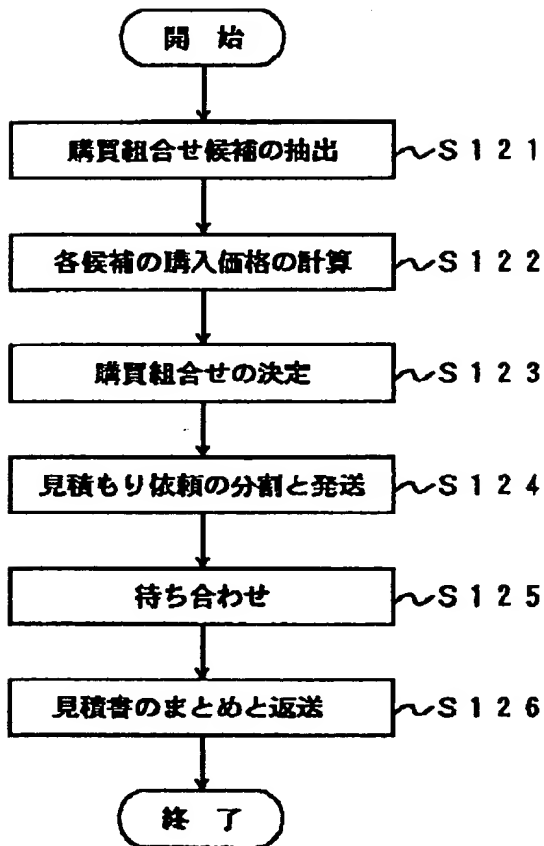 開 始
購買組合せ候補の抽出 S121
各候補の購入価格の計算 S122
購買組合せの決定 S123
見積もり依頼の分割と発送 S124
待ち合わせ S125
見積書のまとめと返送 S126
終 了